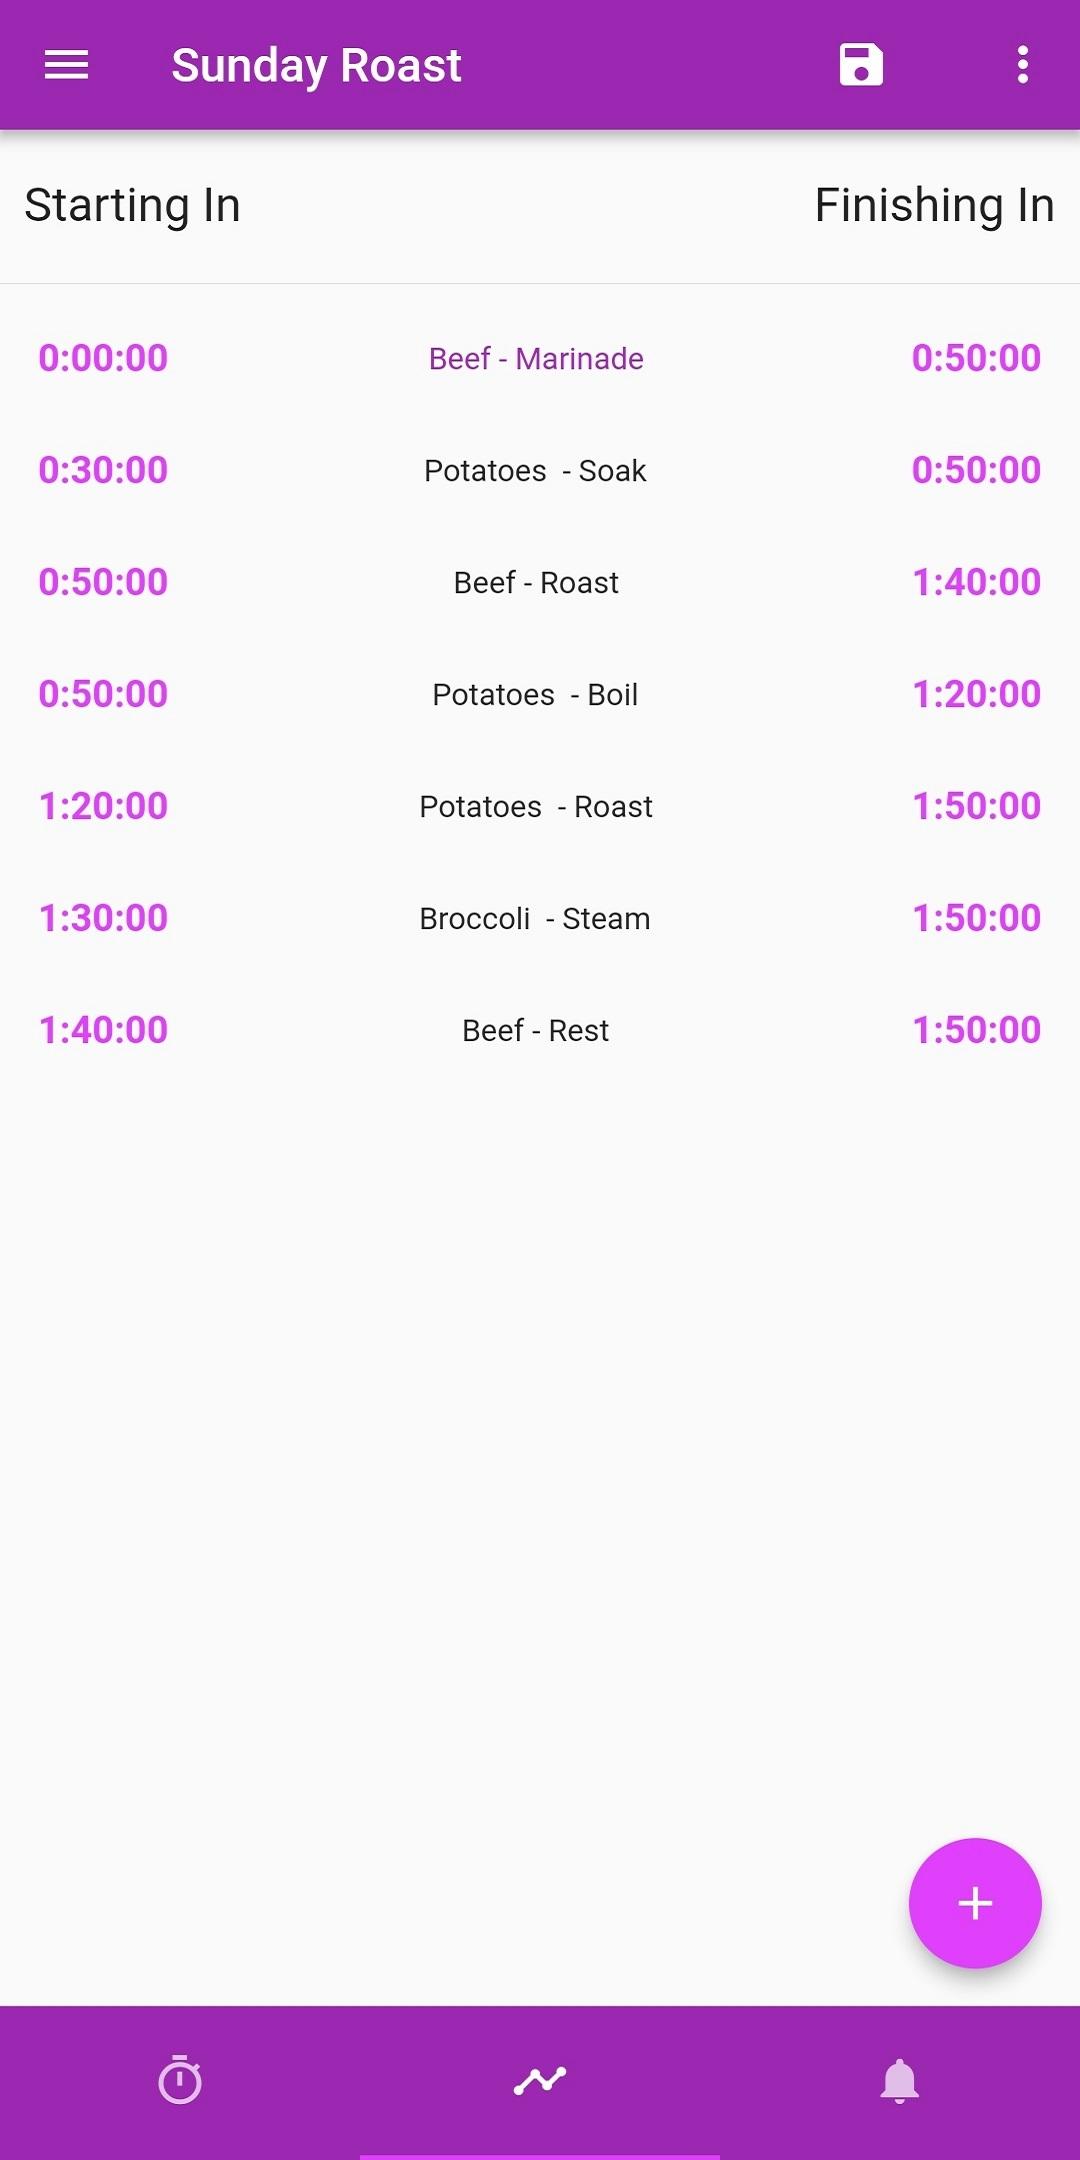 Sunday Roast
Starting In Finishing In
0:00:00 Beef - Marinade 0:50:00
0:30:00 Potatoes  - Soak 0:50:00
0:50:00 Beef - Roast 1:40:00
0:50:00 Potatoes  - Boil 1:20:00
1:20:00 Potatoes  - Roast 1:50:00
1:30:00 Broccoli  - Steam 1:50:00
1:40:00 Beef - Rest 1:50:00